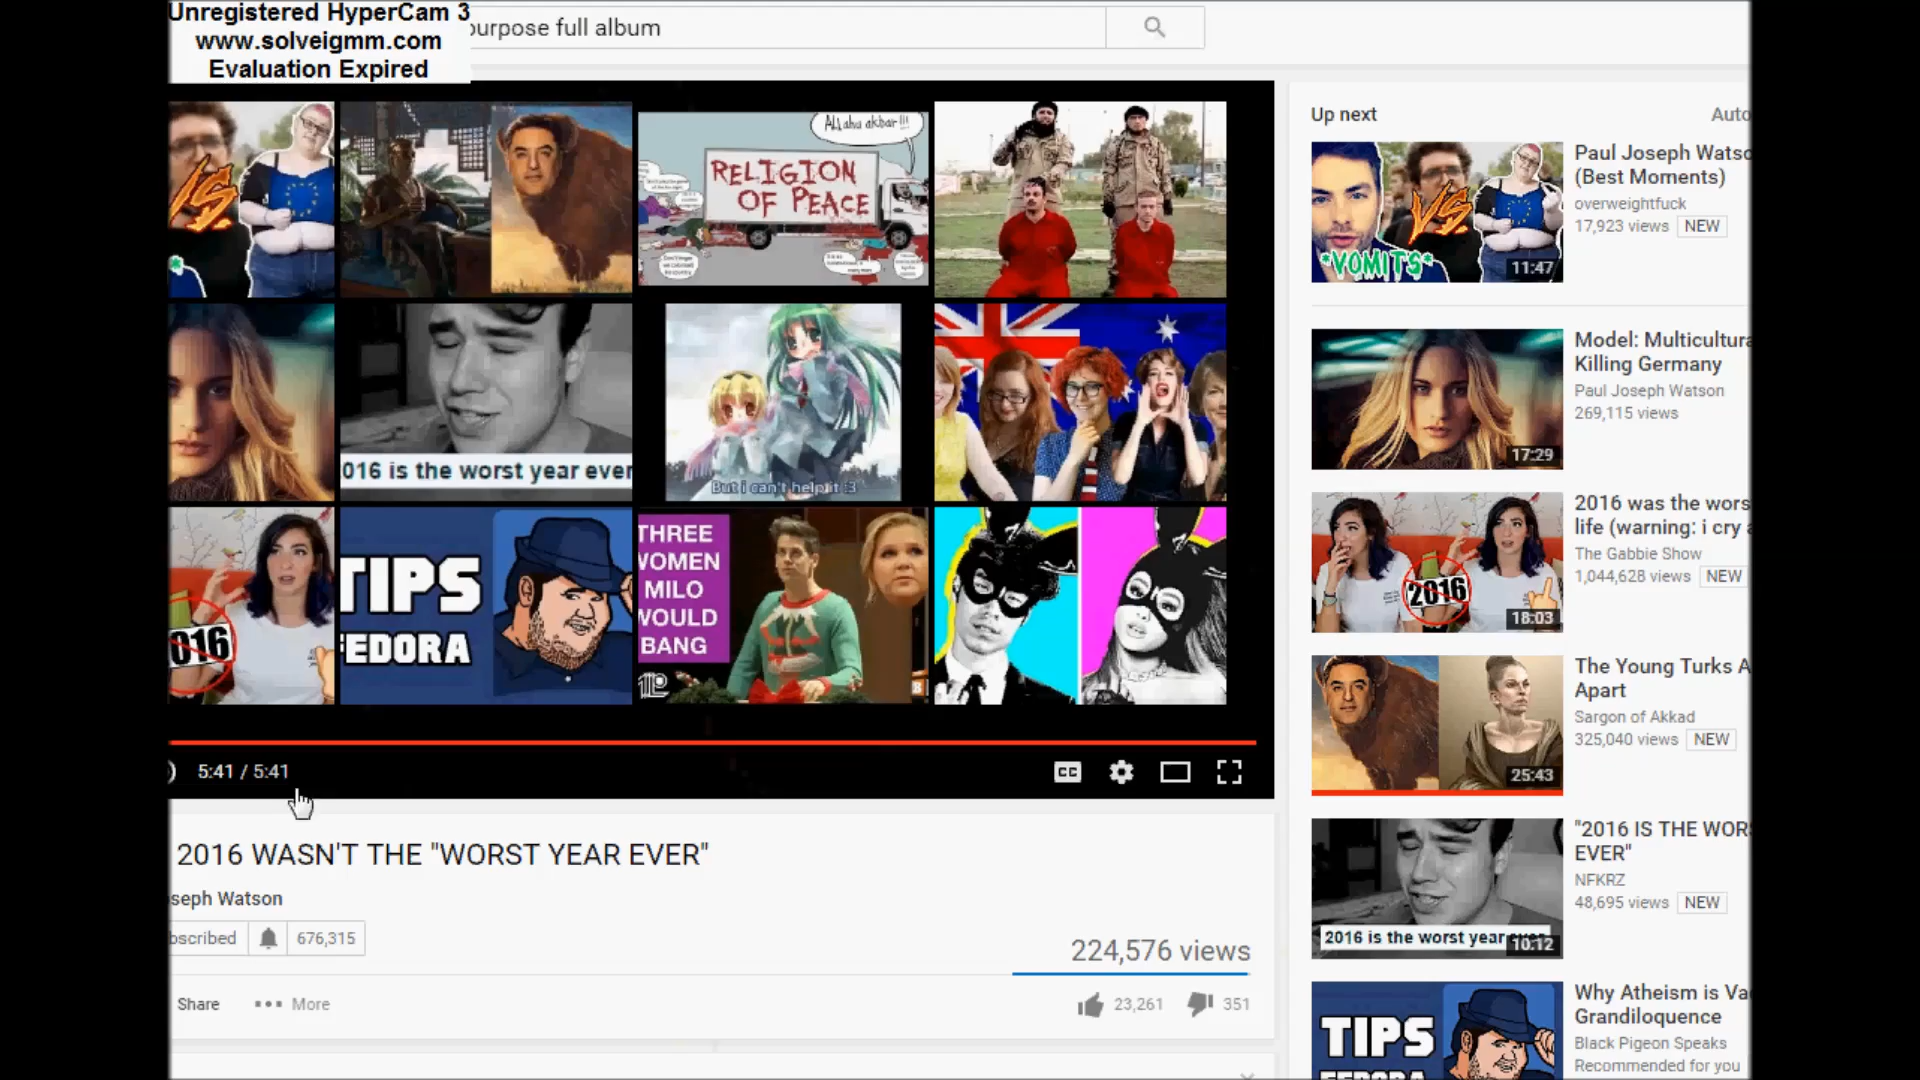 Unregistered HyperCam 3
www.solveigmm.com
Evaluation Expired
purpose full album
VS
Allahu akbar!!!
RELIGION
OF PEACE
016 is the worst year ever
But i can't help it :3
016
TIPS
FEDORA
THREE
WOMEN
MILO
WOULD
BANG
5:41 / 5:41
CC
2016 WASN'T THE "WORST YEAR EVER"
seph Watson
bscribed
676,315
224,576 views
Share
More
23,261
351
Up next
Auto
VS
*VOMITS*
11:47
Paul Joseph Watso
(Best Moments)
overweightfuck
17,923 views NEW
17:29
Model: Multicultura
Killing Germany
Paul Joseph Watson
269,115 views
2016
18:03
2016 was the wors
life (warning: i cry a
The Gabbie Show
1,044,628 views NEW
25:43
The Young Turks A
Apart
Sargon of Akkad
325,040 views NEW
2016 is the worst year ever
10:12
"2016 IS THE WOR
EVER"
NFKRZ
48,695 views NEW
TIPS
FEDORA
Why Atheism is Va
Grandiloquence
Black Pigeon Speaks
Recommended for you